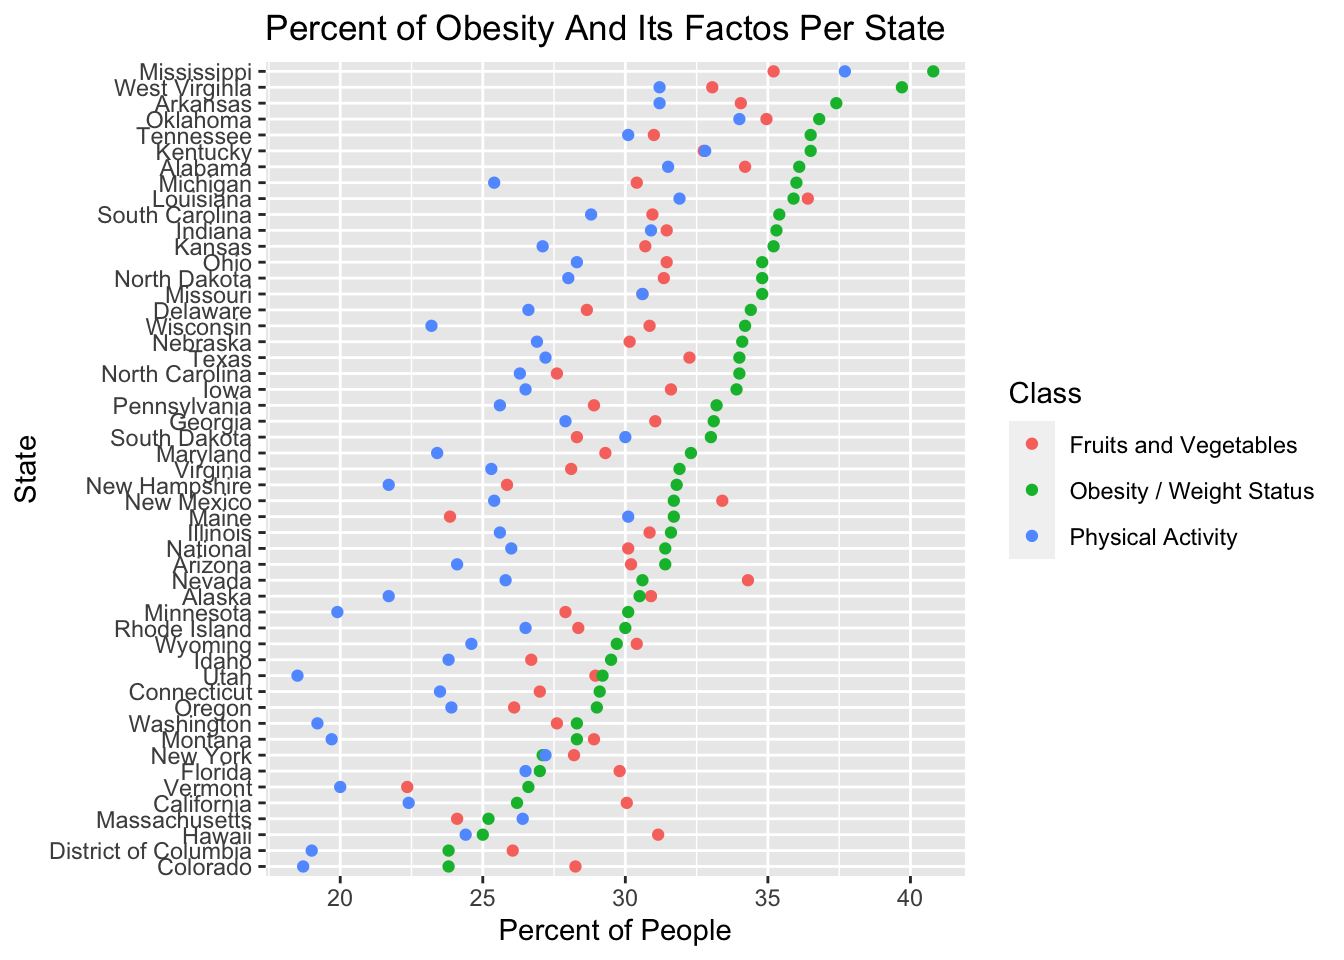 Percent of Obesity And Its Factos Per State
Mississippi
West Virginia
Arkansas
Oklahoma
Tennessee
Kentucky
Alabama
Michigan
Louisiana
South Carolina
Indiana
Kansas
Ohio
North Dakota
Missouri
Delaware
Wisconsin
Nebraska
Texas
North Carolina
Iowa
Pennsylvania
Georgia
South Dakota
Maryland
Virginia
New Hampshire
New Mexico
Maine
Illinois
National
Arizona
Nevada
Alaska
Minnesota
Rhode Island
Wyoming
Idaho
Utah
Connecticut
Oregon
Washington
Montana
New York
Florida
Vermont
California
Massachusetts
Hawaii
District of Columbia
Colorado
State
20 25 30 35 40
Percent of People
Class
Fruits and Vegetables
Obesity / Weight Status
Physical Activity